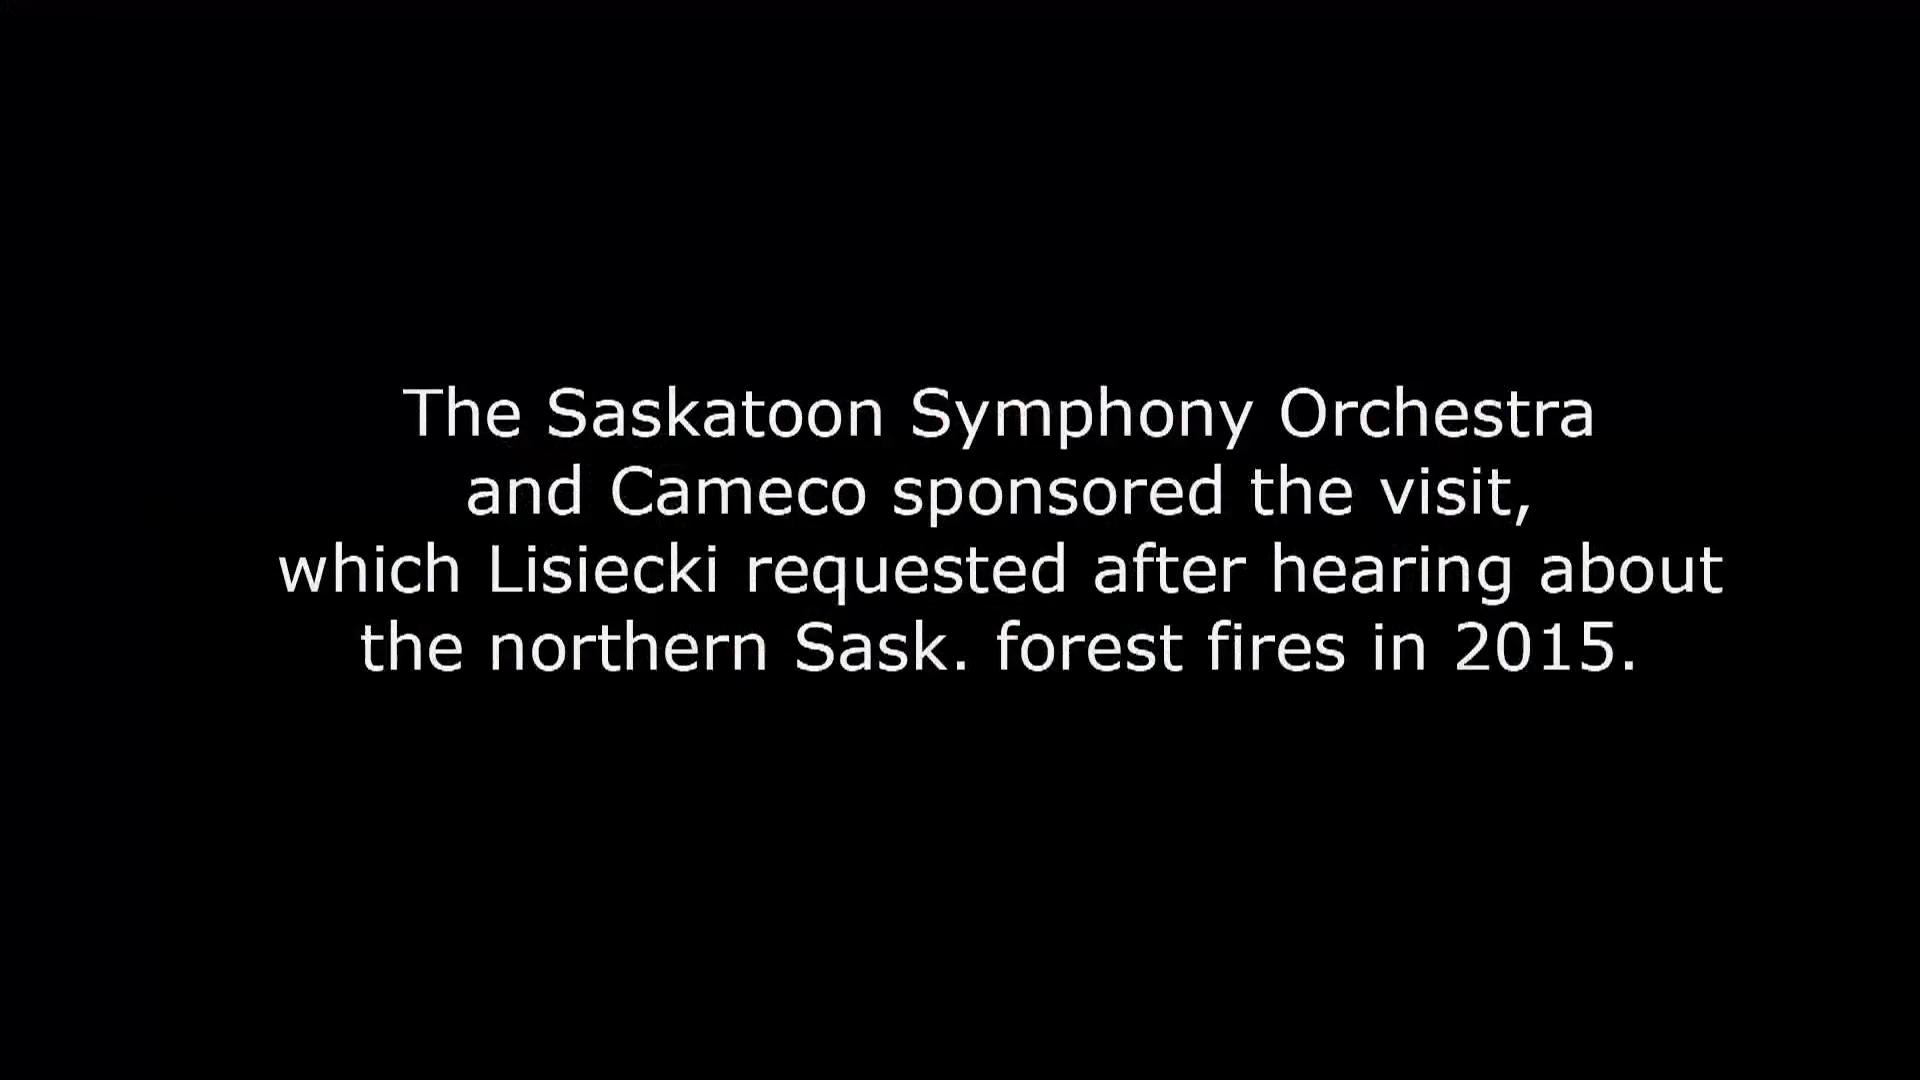 The Saskatoon Symphony Orchestra
and Cameco sponsored the visit,
which Lisiecki requested after hearing about
the northern Sask. forest fires in 2015.